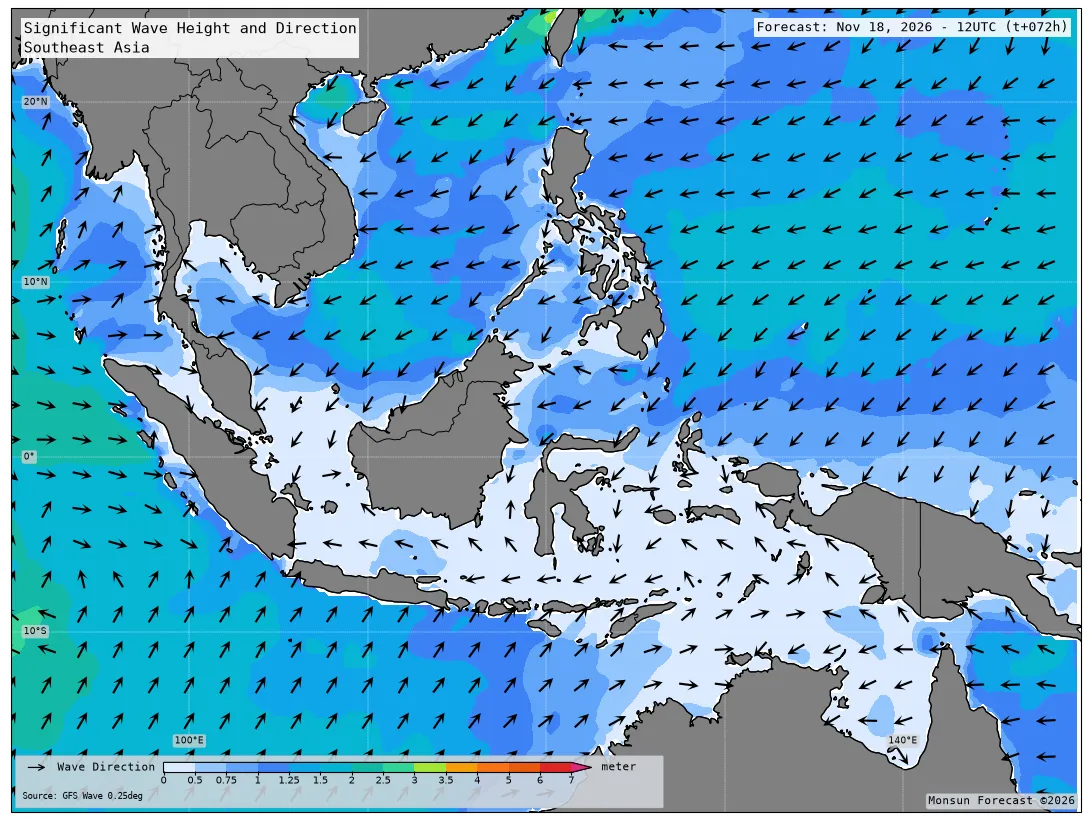 Significant Wave Height and Direction
Southeast Asia
Forecast: Nov 18, 2026 - 12UTC (t+072h)
20°N
10°N
0°
10°S
100°E
140°E
Wave Direction
meter
0 0.5 0.75 1 1.25 1.5 2 2.5 3 3.5 4 5 6 7
Source: GFS Wave 0.25deg
Monsun Forecast ©2026